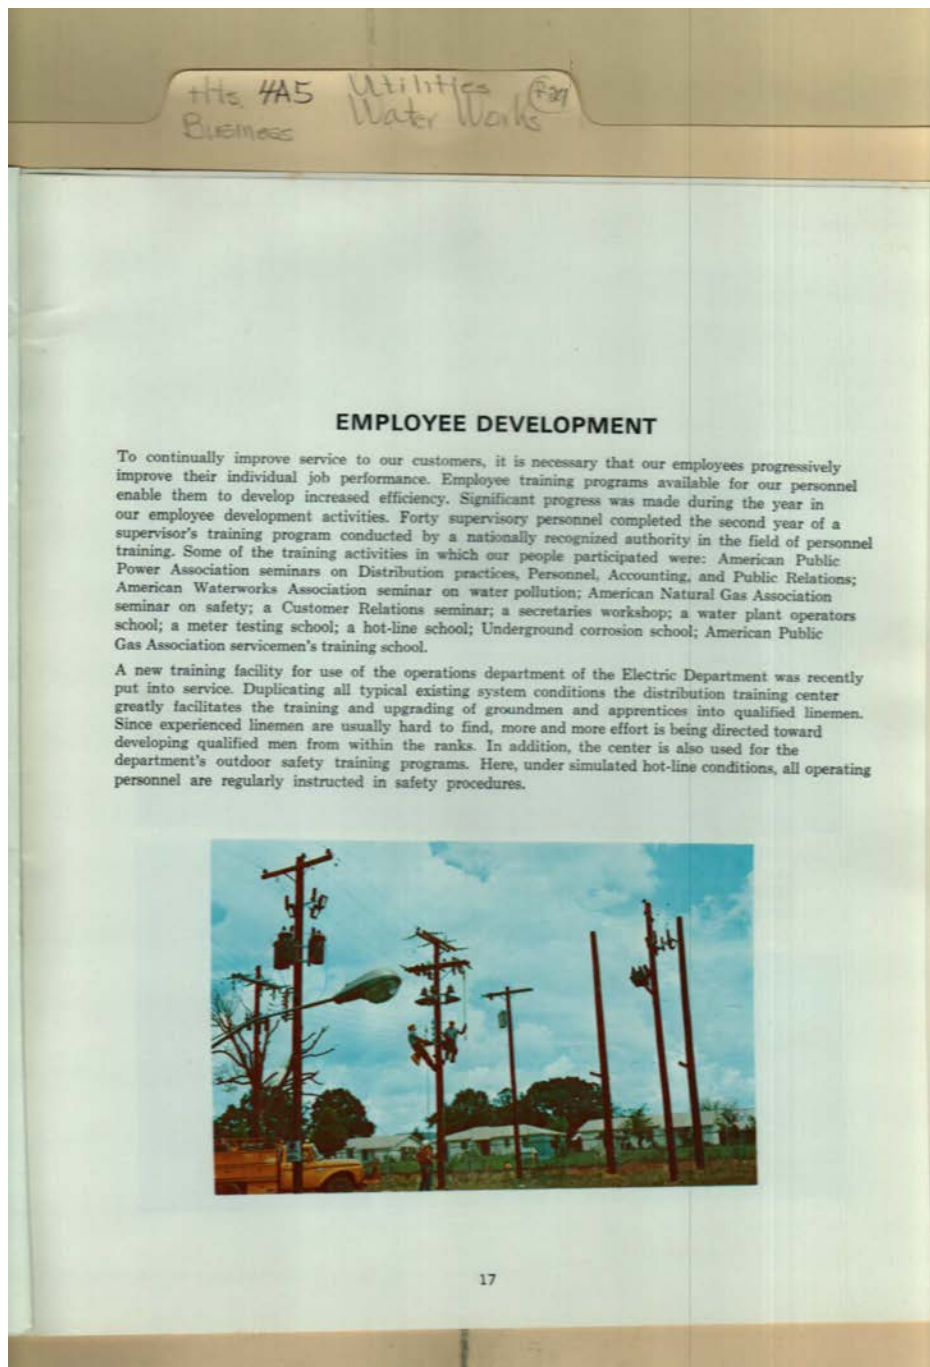 His. 4A5 Utilities
Business Water Works
EMPLOYEE DEVELOPMENT
To continually improve service to our customers, it is necessary that our employees progressively
improve their individual job performance. Employee training programs available for our personnel
enable them to develop increased efficiency. Significant progress was made during the year in
our employee development activities. Forty supervisory personnel completed the second year of a
supervisor's training program conducted by a nationally recognized authority in the field of personnel
training. Some of the training activities in which our people participated were: American Public
Power Association seminars on Distribution practices, Personnel, Accounting, and Public Relations;
American Waterworks Association seminar on water pollution; American Natural Gas Association
seminar on safety; a Customer Relations seminar; a secretaries workshop; a water plant operators
school; a meter testing school; a hot-line school; Underground corrosion school; American Public
Gas Association servicemen's training school.
A new training facility for use of the operations department of the Electric Department was recently
put into service. Duplicating all typical existing system conditions the distribution training center
greatly facilitates the training and upgrading of groundmen and apprentices into qualified linemen.
Since experienced linemen are usually hard to find, more and more effort is being directed toward
developing qualified men from within the ranks. In addition, the center is also used for the
department's outdoor safety training programs. Here, under simulated hot-line conditions, all operating
personnel are regularly instructed in safety procedures.
17